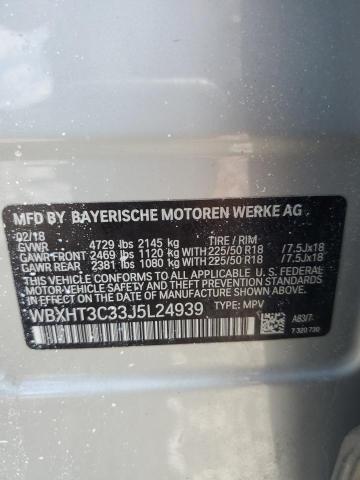 MFD BY BAYERISCHE MOTOREN WERKE AG
02/18
GVWR 4729 lbs 2145 kg TIRE / RIM
GAWR FRONT 2469 lbs 1120 kg WITH 225/50 R18 /7.5Jx18
GAWR REAR 2381 lbs 1080 kg WITH 225/50 R18 /7.5Jx18
THIS VEHICLE CONFORMS TO ALL APPLICABLE FEDERAL MOTOR VEHICLE SAFETY, BUMPER, AND THEFT PREVENTION STANDARDS IN EFFECT ON THE DATE OF MANUFACTURE SHOWN ABOVE.
WBXHT3C33J5L24939 TYPE: MPV
A83/7-
7 320 730